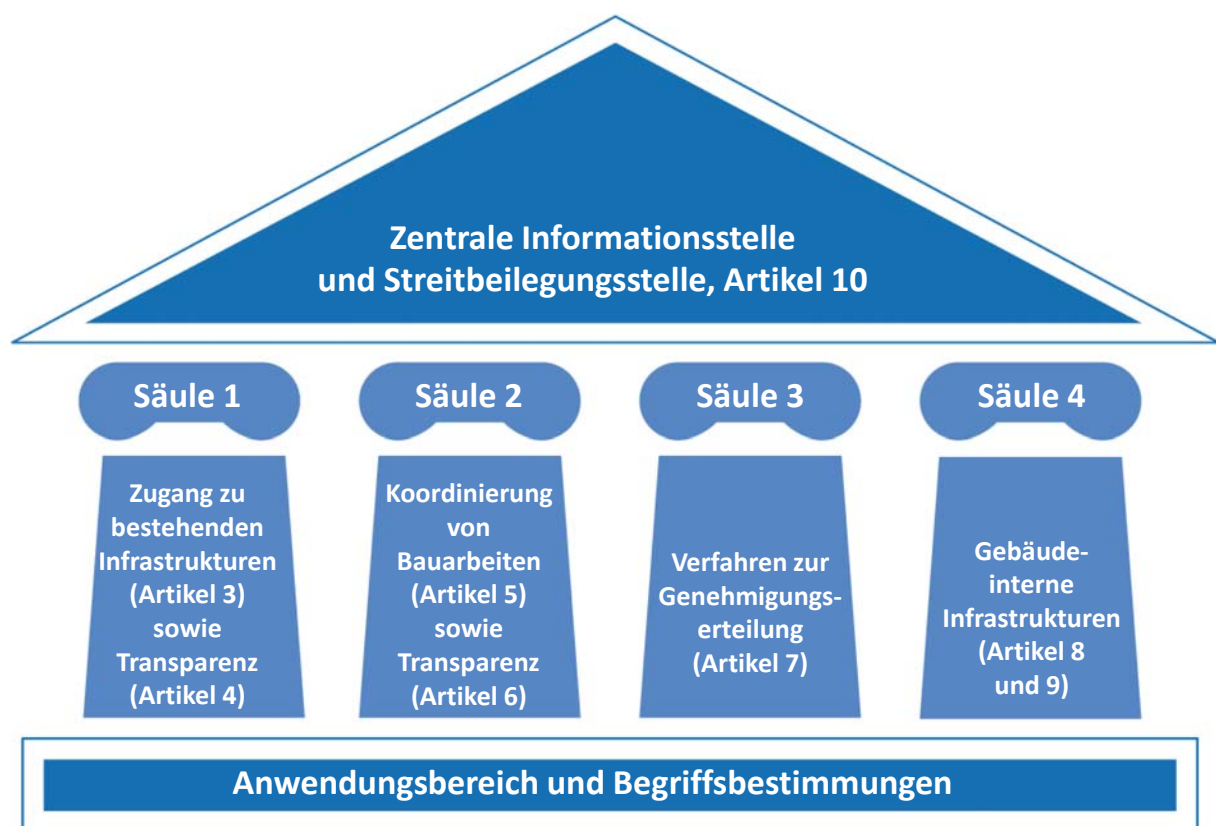 Zentrale Informationsstelle
und Streitbeilegungsstelle, Artikel 10
Säule 1
Zugang zu
bestehenden
Infrastrukturen
(Artikel 3)
sowie
Transparenz
(Artikel 4)
Säule 2
Koordinierung
von
Bauarbeiten
(Artikel 5)
sowie
Transparenz
(Artikel 6)
Säule 3
Verfahren zur
Genehmigungs-
erteilung
(Artikel 7)
Säule 4
Gebäude-
interne
Infrastrukturen
(Artikel 8
und 9)
Anwendungsbereich und Begriffsbestimmungen